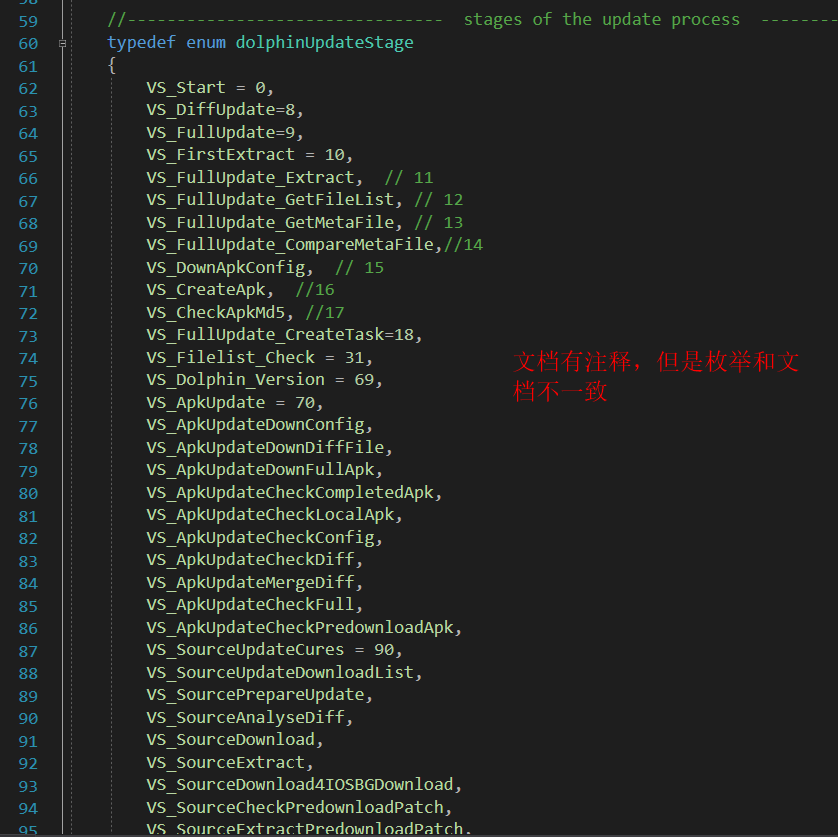 59 //-------------------------------- stages of the update process --------
60 typedef enum dolphinUpdateStage
61 {
62 VS_Start = 0,
63 VS_DiffUpdate=8,
64 VS_FullUpdate=9,
65 VS_FirstExtract = 10,
66 VS_FullUpdate_Extract, // 11
67 VS_FullUpdate_GetFileList, // 12
68 VS_FullUpdate_GetMetaFile, // 13
69 VS_FullUpdate_CompareMetaFile,//14
70 VS_DownApkConfig, // 15
71 VS_CreateApk, //16
72 VS_CheckApkMd5, //17
73 VS_FullUpdate_CreateTask=18,
74 VS_Filelist_Check = 31,
75 VS_Dolphin_Version = 69,
76 VS_ApkUpdate = 70,
77 VS_ApkUpdateDownConfig,
78 VS_ApkUpdateDownDiffFile,
79 VS_ApkUpdateDownFullApk,
80 VS_ApkUpdateCheckCompletedApk,
81 VS_ApkUpdateCheckLocalApk,
82 VS_ApkUpdateCheckConfig,
83 VS_ApkUpdateCheckDiff,
84 VS_ApkUpdateMergeDiff,
85 VS_ApkUpdateCheckFull,
86 VS_ApkUpdateCheckPredownloadApk,
87 VS_SourceUpdateCures = 90,
88 VS_SourceUpdateDownloadList,
89 VS_SourcePrepareUpdate,
90 VS_SourceAnalyseDiff,
91 VS_SourceDownload,
92 VS_SourceExtract,
93 VS_SourceDownload4IOSBGDownload,
94 VS_SourceCheckPredownloadPatch,
95 VS_SourceExtractPredownloadPatch,
文档有注释，但是枚举和文
档不一致